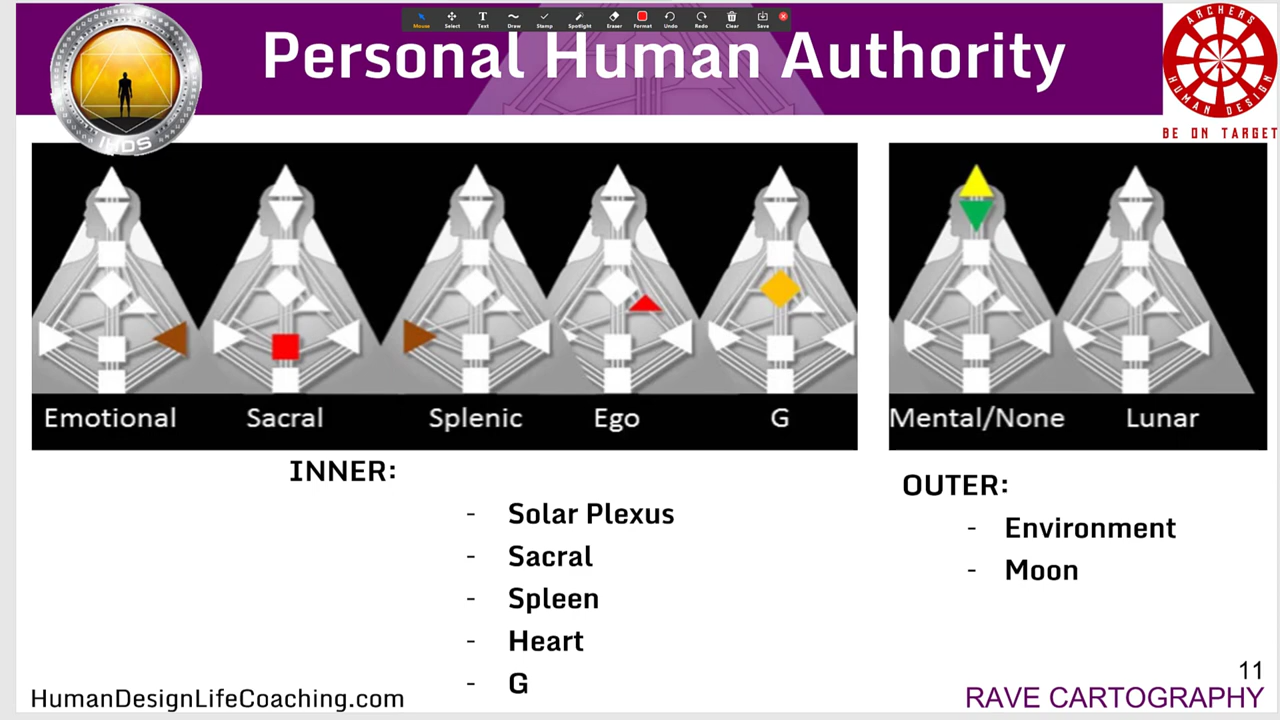 Mouse Select Text Draw Stamp Spotlight Eraser Format Undo Redo Clear Save
Personal Human Authority
IHDS
ARCHERS
HUMAN DESIGN
BE ON TARGET
Emotional Sacral Splenic Ego G
Mental/None Lunar
INNER:
- Solar Plexus
- Sacral
- Spleen
- Heart
- G
OUTER:
- Environment
- Moon
HumanDesignLifeCoaching.com
11
RAVE CARTOGRAPHY